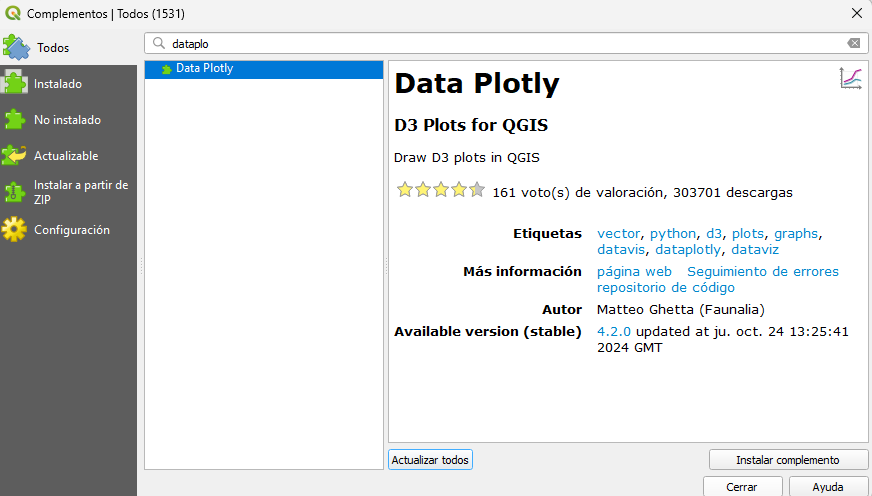 Complementos | Todos (1531)
Todos
Instalado
No instalado
Actualizable
Instalar a partir de
ZIP
Configuración
dataplo
Data Plotly
Data Plotly
D3 Plots for QGIS
Draw D3 plots in QGIS
161 voto(s) de valoración, 303701 descargas
Etiquetas vector, python, d3, plots, graphs,
datavis, dataplotly, dataviz
Más información página web Seguimiento de errores
repositorio de código
Autor Matteo Ghetta (Faunalia)
Available version (stable) 4.2.0 updated at ju. oct. 24 13:25:41
2024 GMT
Actualizar todos
Instalar complemento
Cerrar
Ayuda